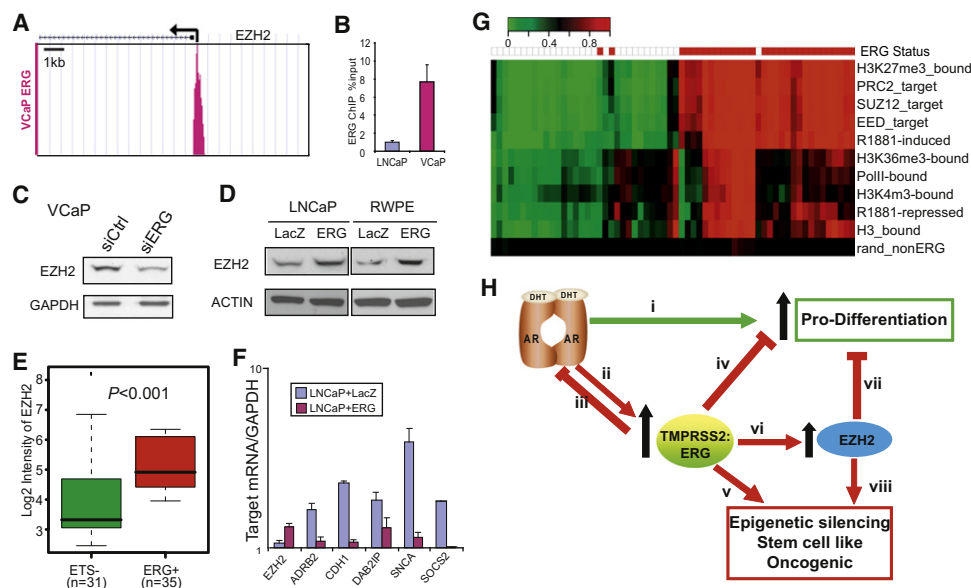 A
EZH2
1kb
VCaP ERG
B
ERG ChIP %input
12
10
8
6
4
2
0
LNCaP
VCaP
C
VCaP
siCtrl
siERG
EZH2
GAPDH
D
LNCaP
RWPE
LacZ
ERG
LacZ
ERG
EZH2
ACTIN
E
Log2 Intensity of EZH2
8
7
6
5
4
3
P<0.001
ETS-
(n=31)
ERG+
(n=35)
F
Target mRNA/GAPDH
10
1
LNCaP+LacZ
LNCaP+ERG
EZH2
ADRB2
CDH1
DAB2IP
SNCA
SOCS2
G
0
0.4
0.8
ERG Status
H3K27me3_bound
PRC2_target
SUZ12_target
EED_target
R1881-induced
H3K36me3-bound
PolII-bound
H3K4m3-bound
R1881-repressed
H3_bound
rand_nonERG
H
DHT
DHT
AR
AR
i
Pro-Differentiation
ii
iii
iv
vii
TMPRSS2:
ERG
vi
EZH2
v
viii
Epigenetic silencing
Stem cell like
Oncogenic